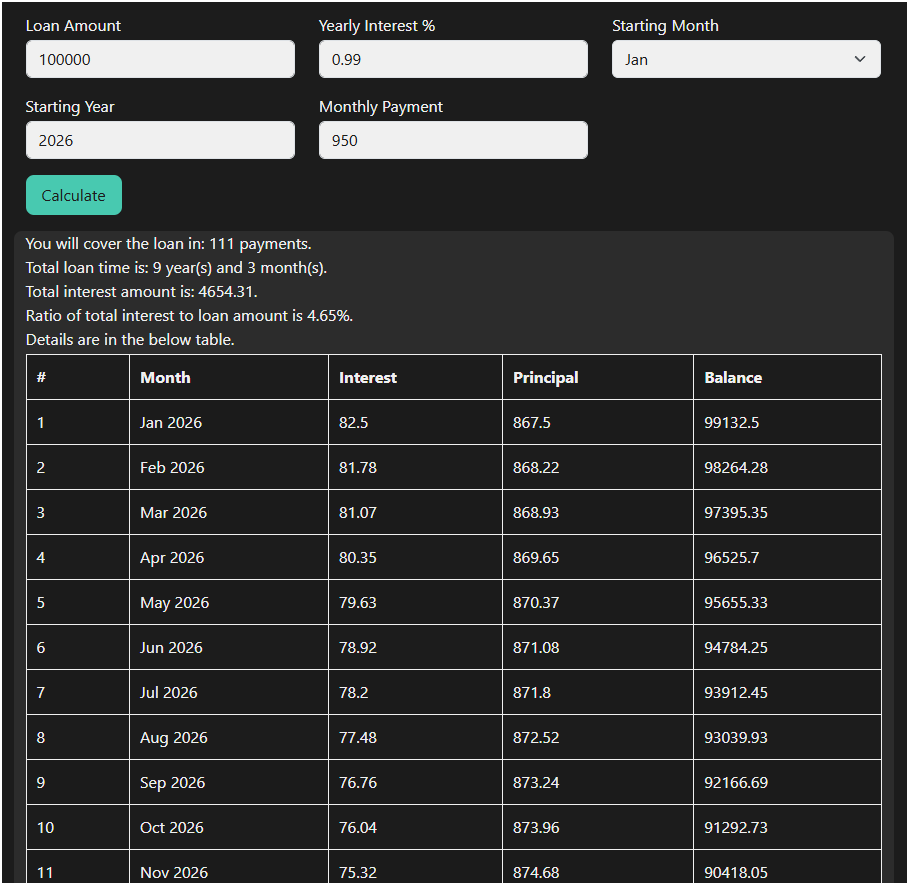 Loan Amount Yearly Interest % Starting Month
100000 0.99 Jan
Starting Year Monthly Payment
2026 950
Calculate
You will cover the loan in: 111 payments.
Total loan time is: 9 year(s) and 3 month(s).
Total interest amount is: 4654.31.
Ratio of total interest to loan amount is 4.65%.
Details are in the below table.
# Month Interest Principal Balance
1 Jan 2026 82.5 867.5 99132.5
2 Feb 2026 81.78 868.22 98264.28
3 Mar 2026 81.07 868.93 97395.35
4 Apr 2026 80.35 869.65 96525.7
5 May 2026 79.63 870.37 95655.33
6 Jun 2026 78.92 871.08 94784.25
7 Jul 2026 78.2 871.8 93912.45
8 Aug 2026 77.48 872.52 93039.93
9 Sep 2026 76.76 873.24 92166.69
10 Oct 2026 76.04 873.96 91292.73
11 Nov 2026 75.32 874.68 90418.05